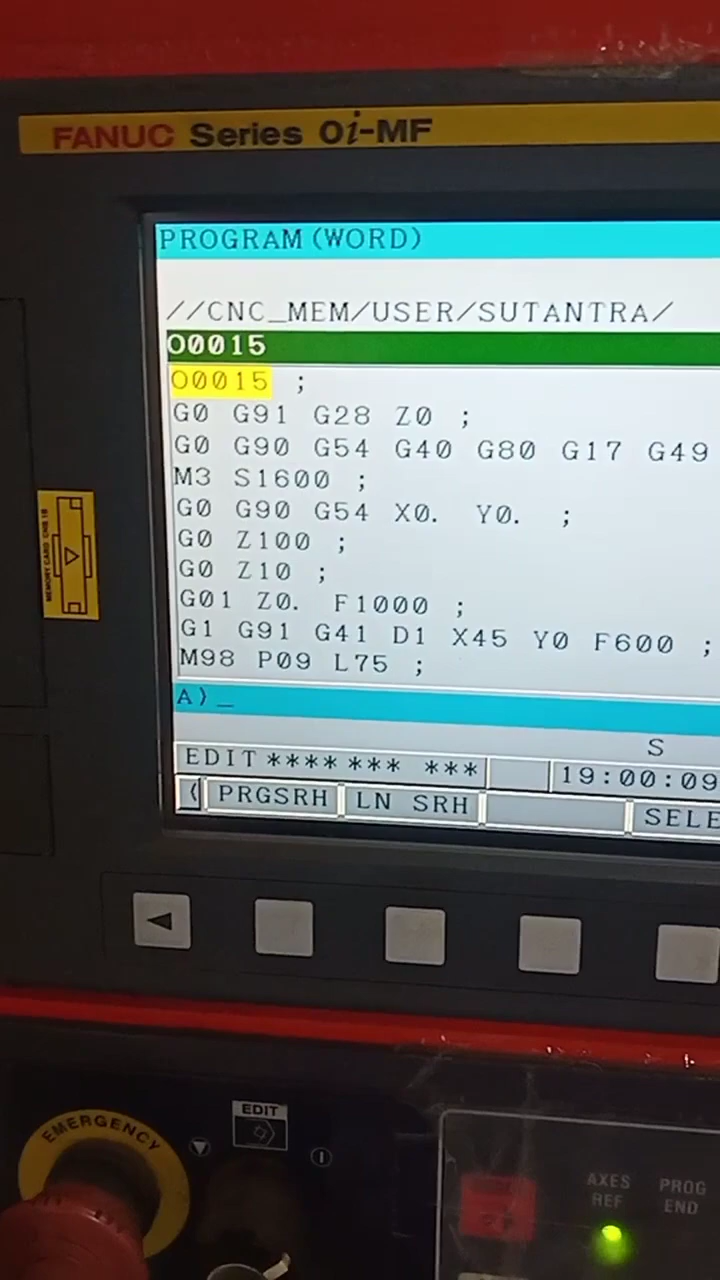 FANUC Series 0i-MF
PROGRAM (WORD)
//CNC_MEM/USER/SUTANTRA/
O0015
O0015 ;
G0 G91 G28 Z0 ;
G0 G90 G54 G40 G80 G17 G49
M3 S1600 ;
G0 G90 G54 X0. Y0. ;
G0 Z100 ;
G0 Z10 ;
G01 Z0. F1000 ;
G1 G91 G41 D1 X45 Y0 F600 ;
M98 P09 L75 ;
A)_
S
EDIT **** *** ***
19:00:09
( PRGSRH LN SRH SELE
MEMORY CARD
EMERGENCY
EDIT
AXES REF
PROG END